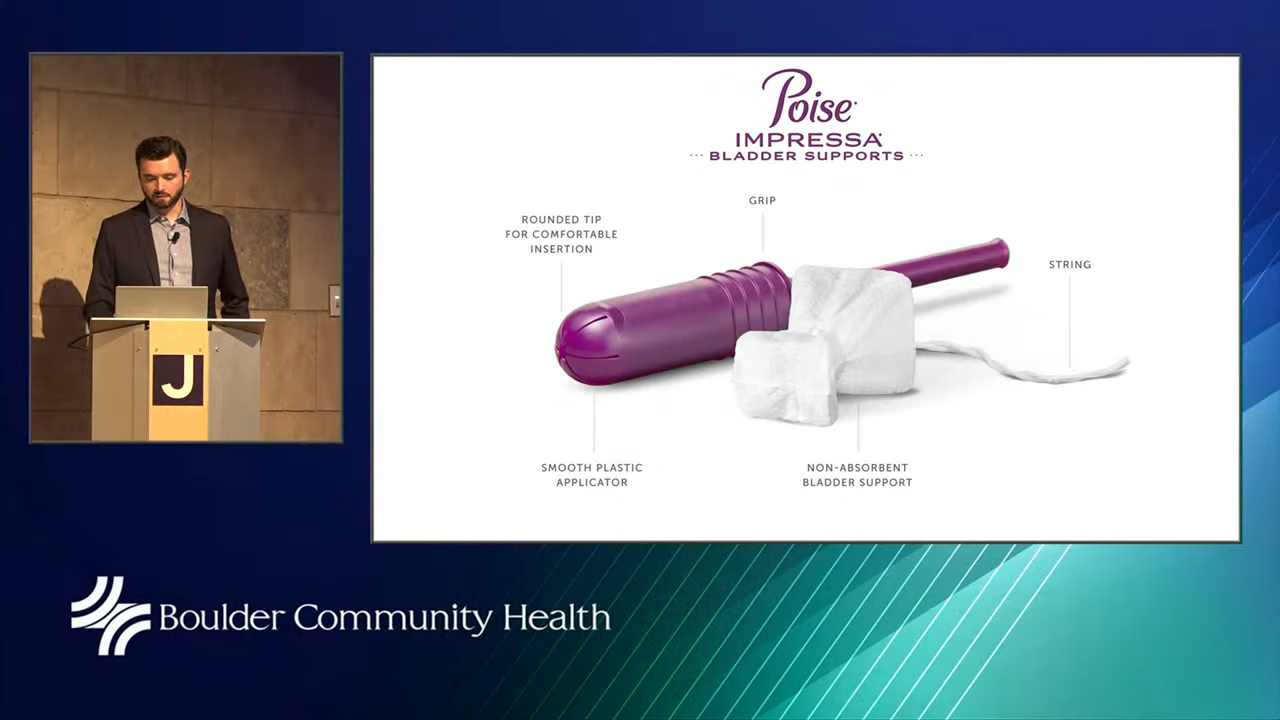 Poise
IMPRESSA
BLADDER SUPPORTS
GRIP
ROUNDED TIP
FOR COMFORTABLE
INSERTION
STRING
J
SMOOTH PLASTIC
APPLICATOR
NON-ABSORBENT
BLADDER SUPPORT
Boulder Community Health